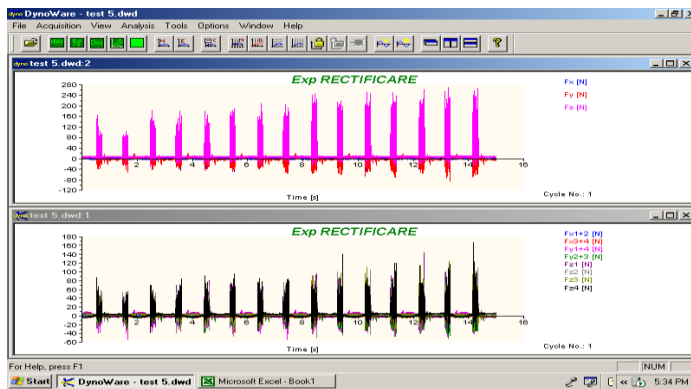 DynoWare - test 5.dwd
File Acquisition View Analysis Tools Options Window Help
test 5.dwd:2
Exp RECTIFICARE
Fx [N]
Fy [N]
Fz [N]
280
240
200
160
120
80
40
0
-40
-80
-120
2 4 6 8 10 12 14 16
Time [s]
Cycle No.: 1
test 5.dwd:1
Exp RECTIFICARE
Fx1+2 [N]
Fx3+4 [N]
Fy1+4 [N]
Fy2+3 [N]
Fz1 [N]
Fz2 [N]
Fz3 [N]
Fz4 [N]
180
160
140
120
100
80
60
40
20
0
-20
-40
-60
2 4 6 8 10 12 14 16
Time [s]
Cycle No.: 1
For Help, press F1
NUM
Start
DynoWare - test 5.dwd
Microsoft Excel - Book1
5:34 PM